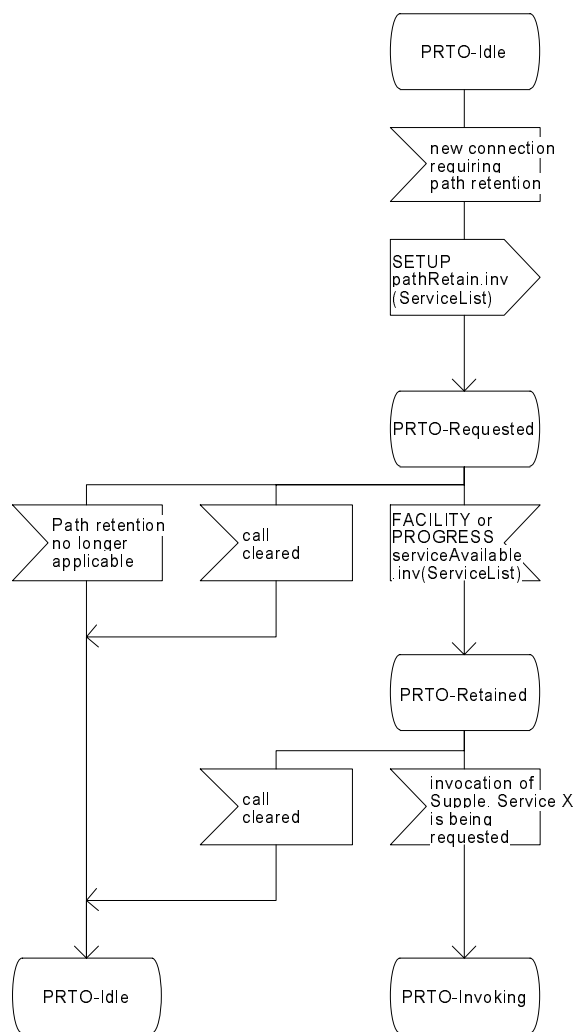 PRTO-Idle
new connection
requiring
path retention
SETUP
pathRetain.inv
(ServiceList)
PRTO-Requested
Path retention
no longer
applicable
call
cleared
FACILITY or
PROGRESS
serviceAvailable
.inv(ServiceList)
PRTO-Retained
call
cleared
invocation of
Supple. Service X
is being
requested
PRTO-Idle
PRTO-Invoking